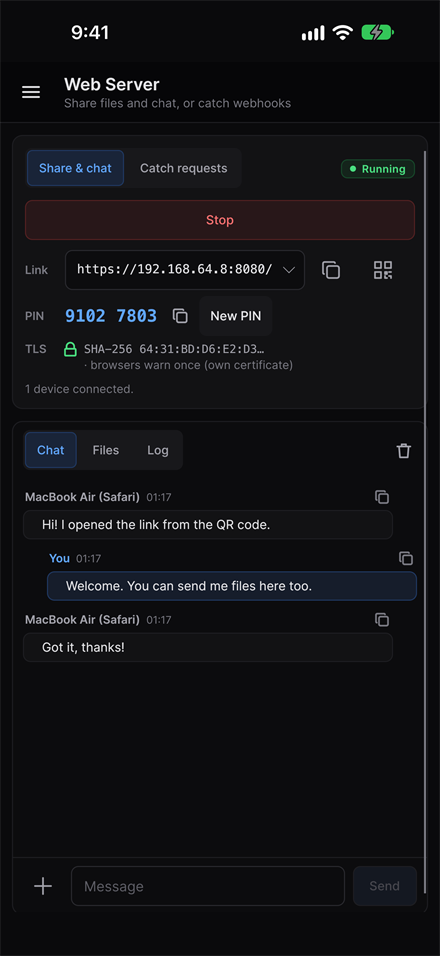 9:41
Web Server
Share files and chat, or catch webhooks
Share & chat
Catch requests
Running
Stop
Link
https://192.168.64.8:8080/
PIN
9102 7803
New PIN
TLS
SHA-256 64:31:BD:D6:E2:D3…
· browsers warn once (own certificate)
1 device connected.
Chat
Files
Log
MacBook Air (Safari) 01:17
Hi! I opened the link from the QR code.
You 01:17
Welcome. You can send me files here too.
MacBook Air (Safari) 01:17
Got it, thanks!
Message
Send